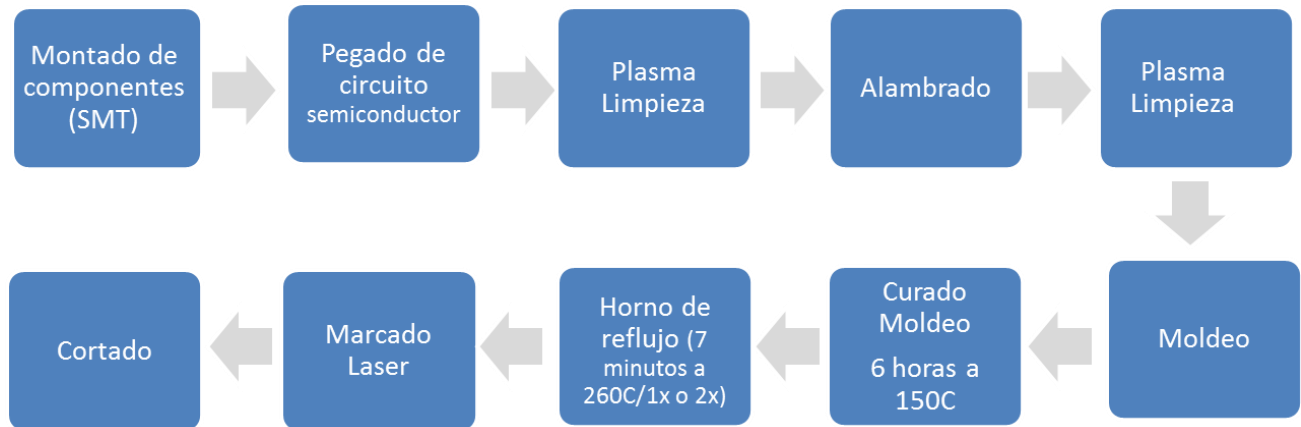 Montado de
componentes
(SMT)
Pegado de
circuito
semiconductor
Plasma
Limpieza
Alambrado
Plasma
Limpieza
Moldeo
Curado
Moldeo
6 horas a
150C
Horno de
reflujo (7
minutos a
260C/1x o 2x)
Marcado
Laser
Cortado